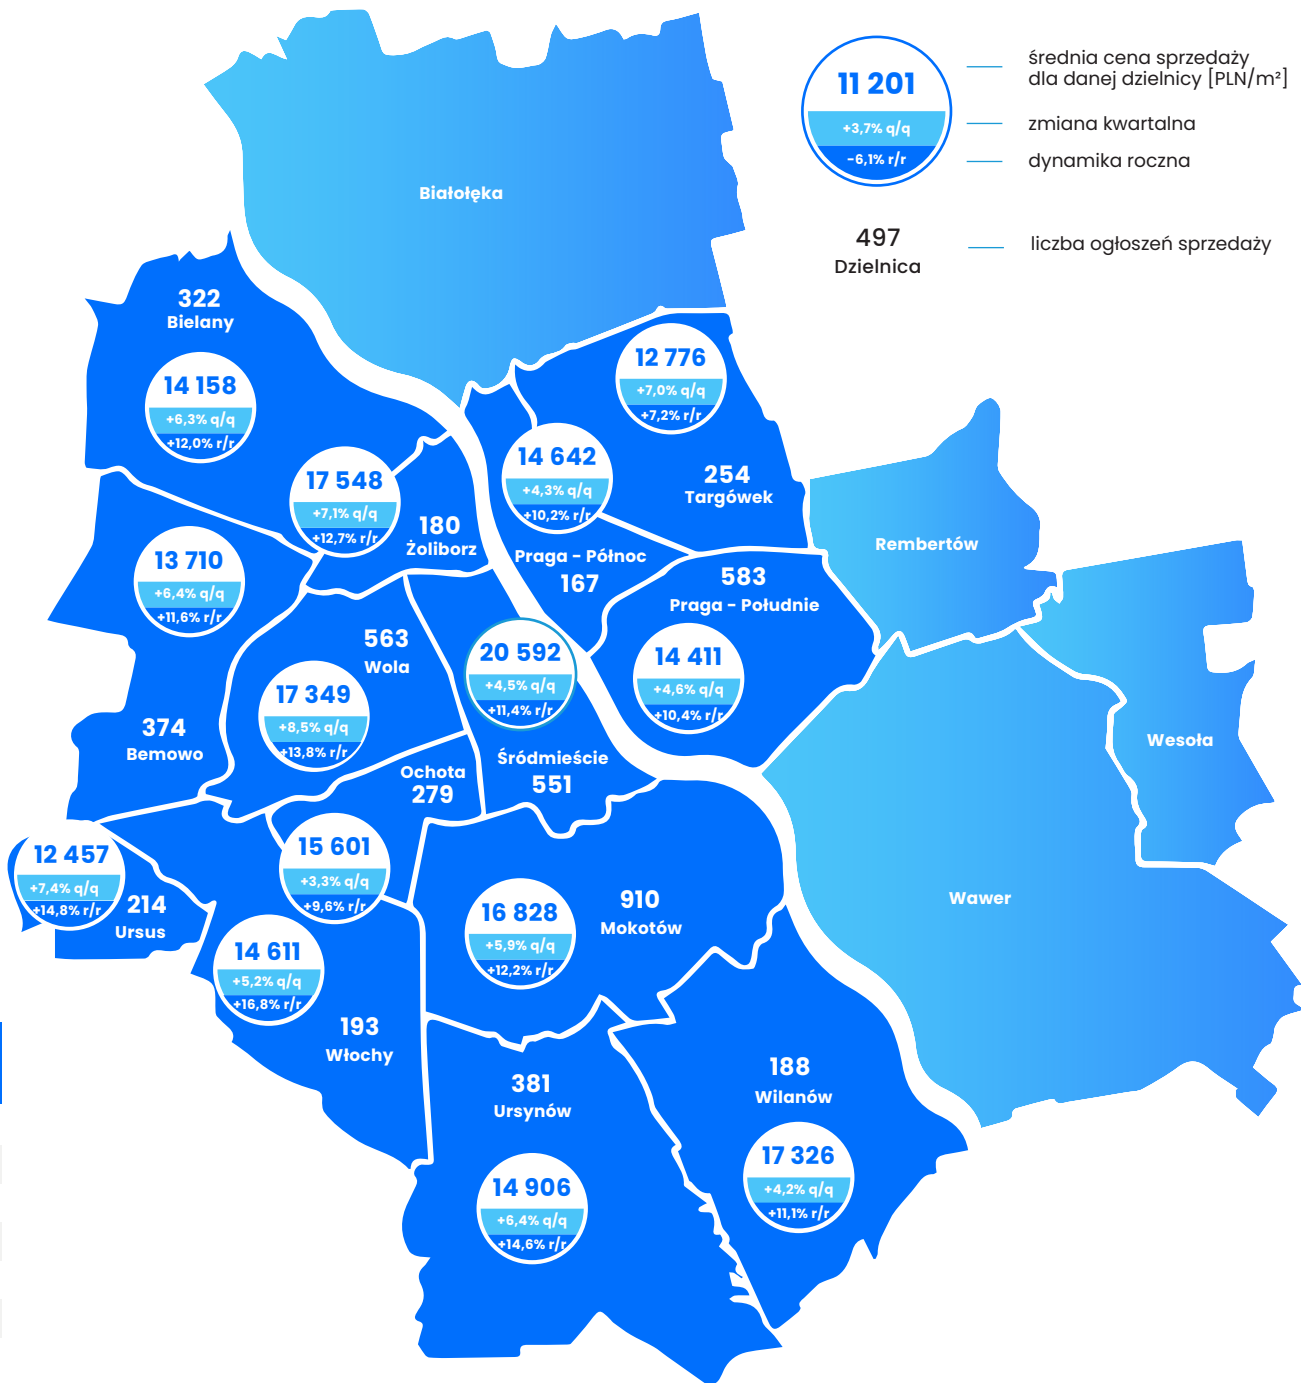 11 201
+3,7% q/q
-6,1% r/r
średnia cena sprzedaży
dla danej dzielnicy [PLN/m²]
zmiana kwartalna
dynamika roczna
497
Dzielnica
liczba ogłoszeń sprzedaży
Białołęka
322
Bielany
14 158
+6,3% q/q
+12,0% r/r
12 776
+7,0% q/q
+7,2% r/r
254
Targówek
14 642
+4,3% q/q
+10,2% r/r
Praga - Północ
167
17 548
+7,1% q/q
+12,7% r/r
180
Żoliborz
13 710
+6,4% q/q
+11,6% r/r
374
Bemowo
Rembertów
583
Praga - Południe
14 411
+4,6% q/q
+10,4% r/r
563
Wola
17 349
+8,5% q/q
+13,8% r/r
20 592
+4,5% q/q
+11,4% r/r
Śródmieście
551
Wesoła
Ochota
279
15 601
+3,3% q/q
+9,6% r/r
12 457
+7,4% q/q
+14,8% r/r
214
Ursus
16 828
+5,9% q/q
+12,2% r/r
910
Mokotów
Wawer
14 611
+5,2% q/q
+16,8% r/r
193
Włochy
381
Ursynów
14 906
+6,4% q/q
+14,6% r/r
188
Wilanów
17 326
+4,2% q/q
+11,1% r/r